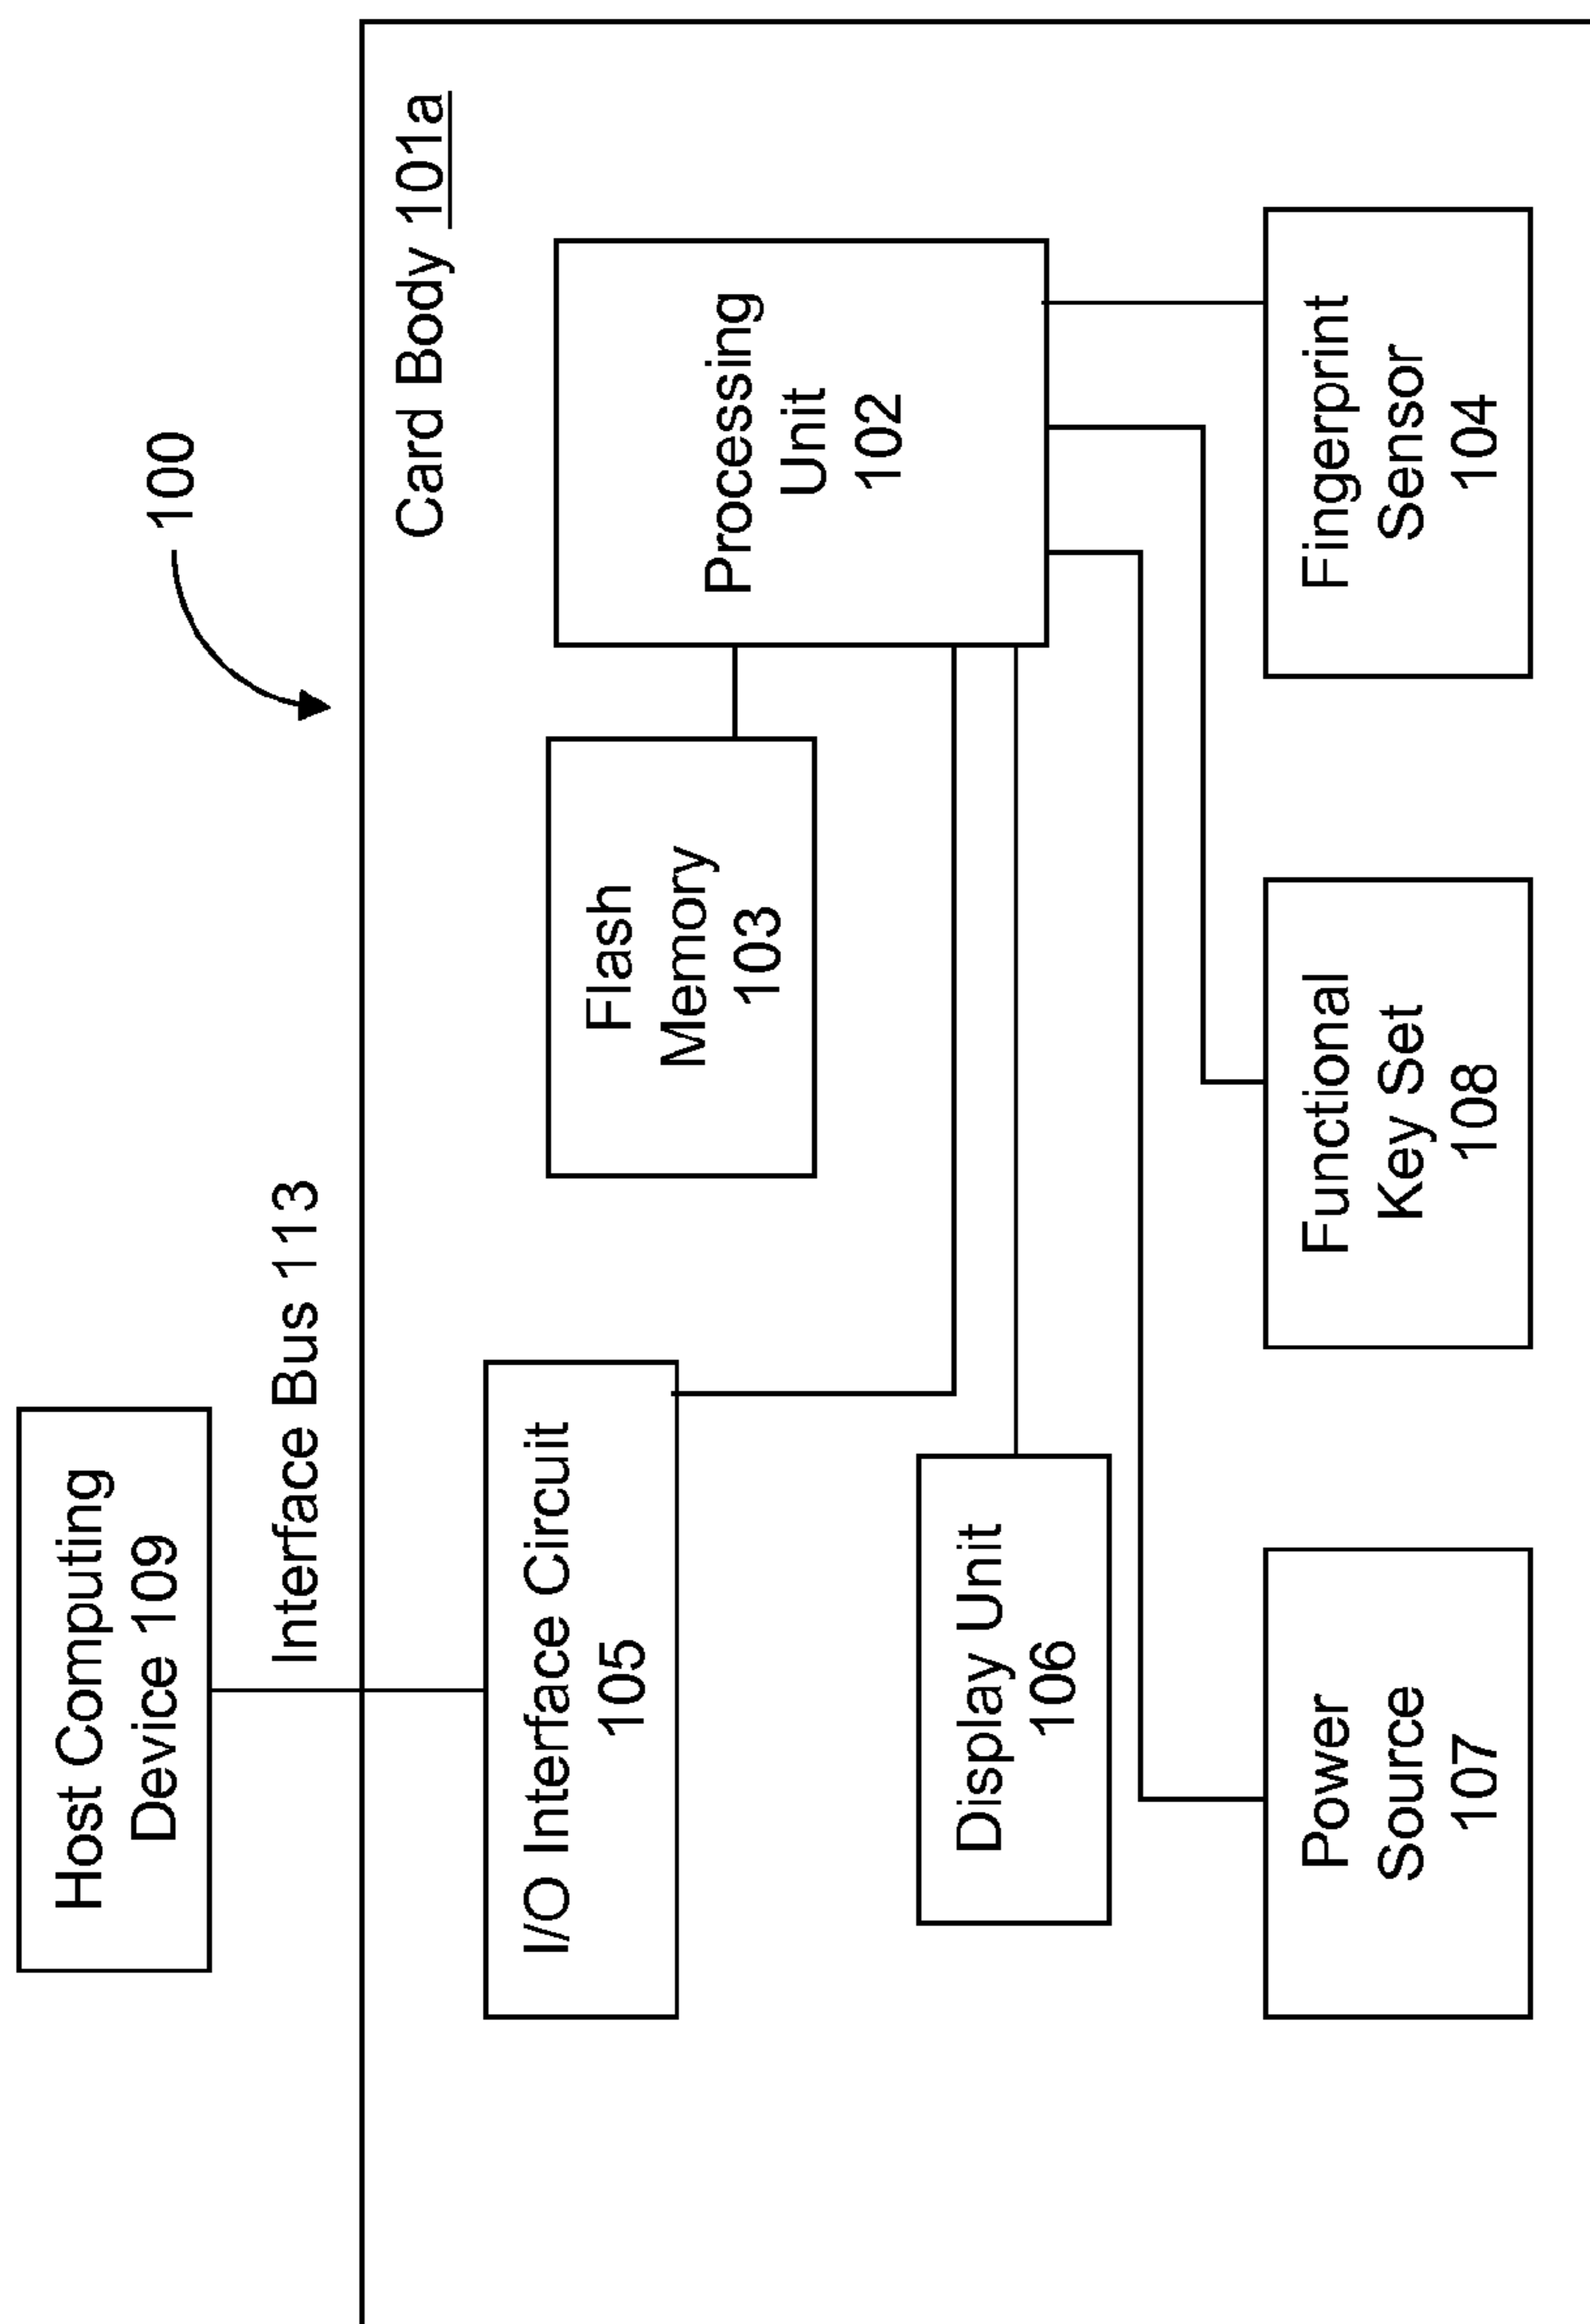 Host Computing
Device 109
Interface Bus 113
100
Card Body 101a
I/O Interface Circuit
105
Flash
Memory
103
Processing
Unit
102
Display Unit
106
Power
Source
107
Functional
Key Set
108
Fingerprint
Sensor
104